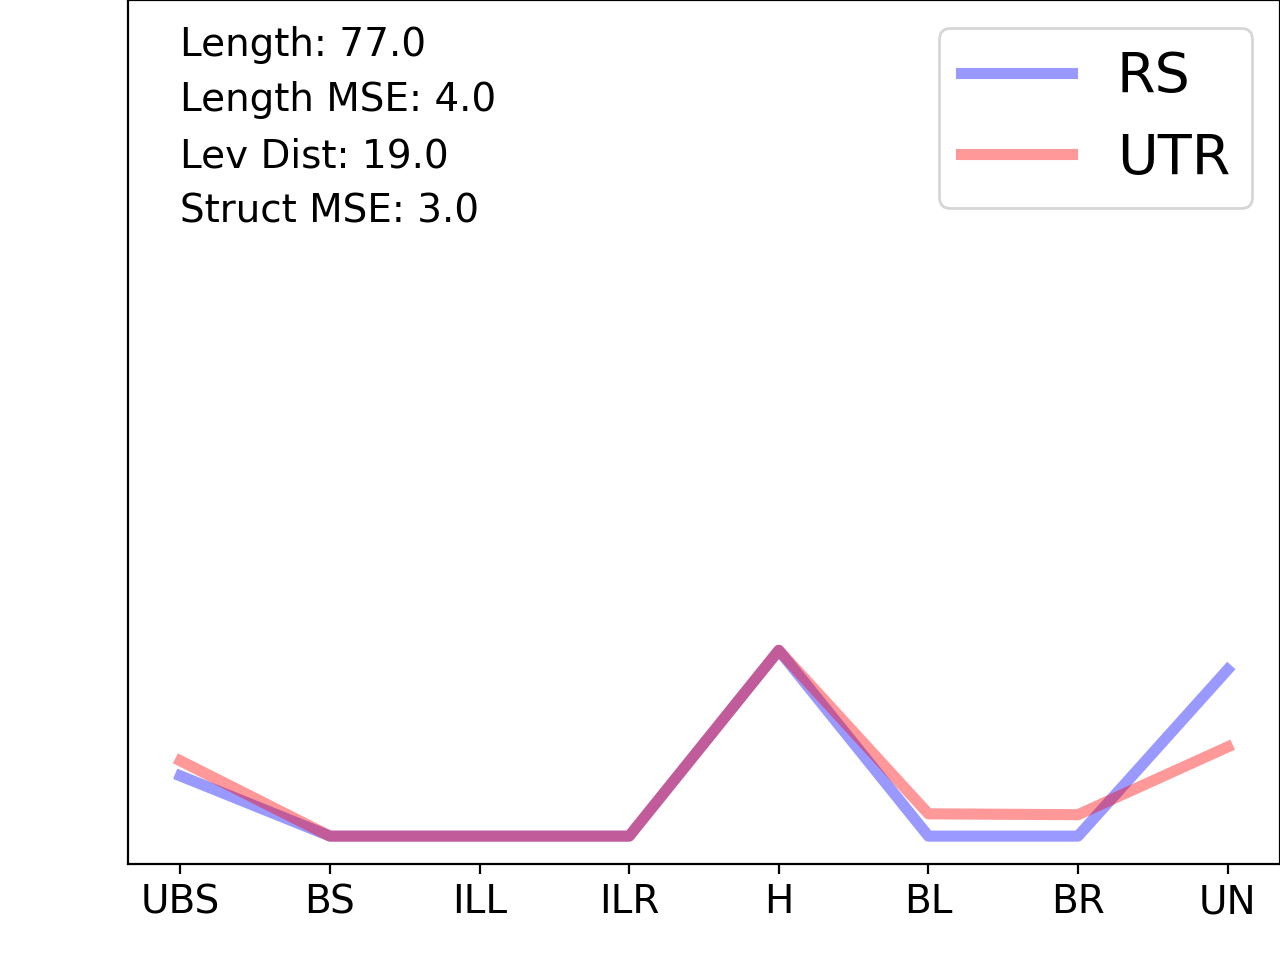 Length: 77.0
Length MSE: 4.0
Lev Dist: 19.0
Struct MSE: 3.0
RS
UTR
UBS BS ILL ILR H BL BR UN